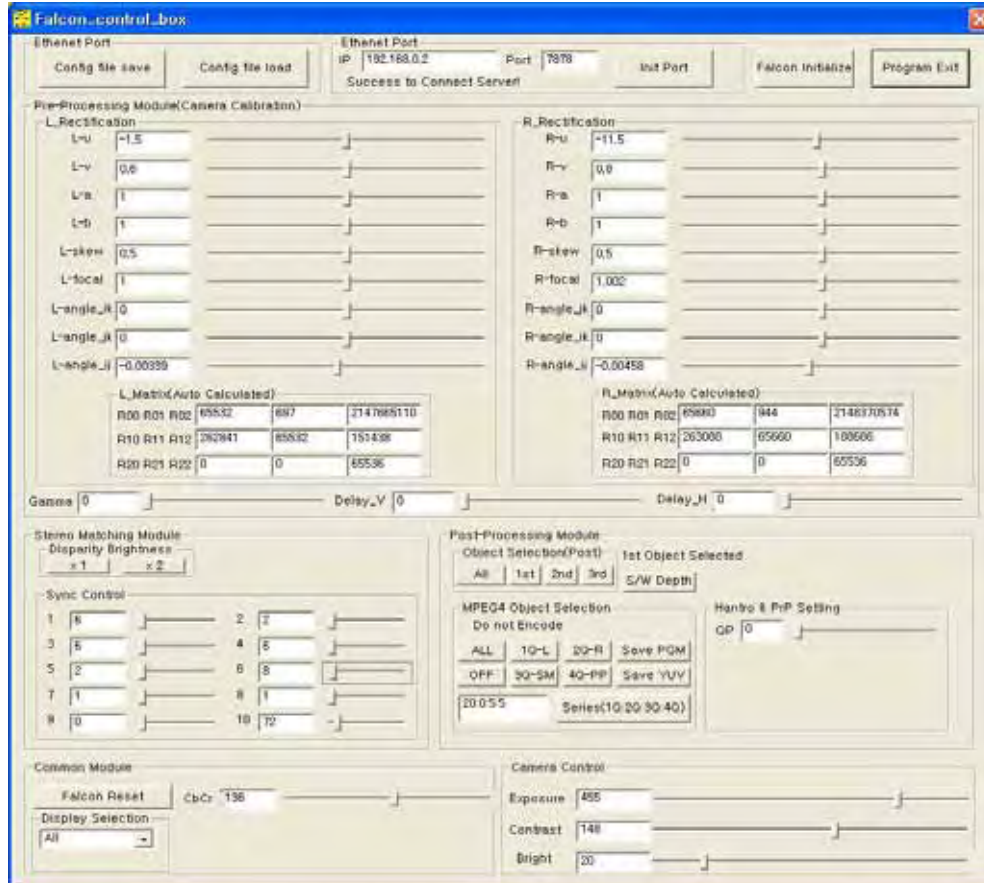 Falcon_control_box
Ethenet Port
Config file save Config file load
Ethenet Port
IP 192.168.0.2 Port 7878 Init Port
Success to Connect Server!
Falcon Initialize Program Exit
Pre-Processing Module(Camera Calibration)
L_Rectification
L-u -1.5
L-v 0.8
L-a 1
L-b 1
L-skew 0.5
L-focal 1
L-angle_ik 0
L-angle_jk 0
L-angle_ij -0.00339
L_Matrix(Auto Calculated)
R00 R01 R02 65532 697 2147665110
R10 R11 R12 262841 65532 151438
R20 R21 R22 0 0 65536
R_Rectification
R-u -11.5
R-v 0.8
R-a 1
R-b 1
R-skew 0.5
R-focal 1.002
R-angle_ik 0
R-angle_jk 0
R-angle_ij -0.00458
R_Matrix(Auto Calculated)
R00 R01 R02 65660 944 2148370574
R10 R11 R12 263088 65660
R20 R21 R22 0 0 65536
Gamma 0 Delay_V 0 Delay_H 0
Stereo Matching Module
Disparity Brightness
x 1 x 2
Sync Control
1 6 2 2
3 6 4 6
5 2 6 8
7 1 8 1
9 0 10 72
Post-Processing Module
Object Selection(Post)
All 1st 2nd 3rd
1st Object Selected
S/W Depth
MPEG4 Object Selection
Do not Encode
ALL 1Q-L 2Q-R Save PGM
OFF 3Q-SM 4Q-PP Save YUV
20:0:5:5 Series(1Q:2Q:3Q:4Q)
Hantro & PrP Setting
QP 0
Common Module
Falcon Reset CbCr 136
Display Selection
All
Camera Control
Exposure 455
Contrast 148
Bright 20